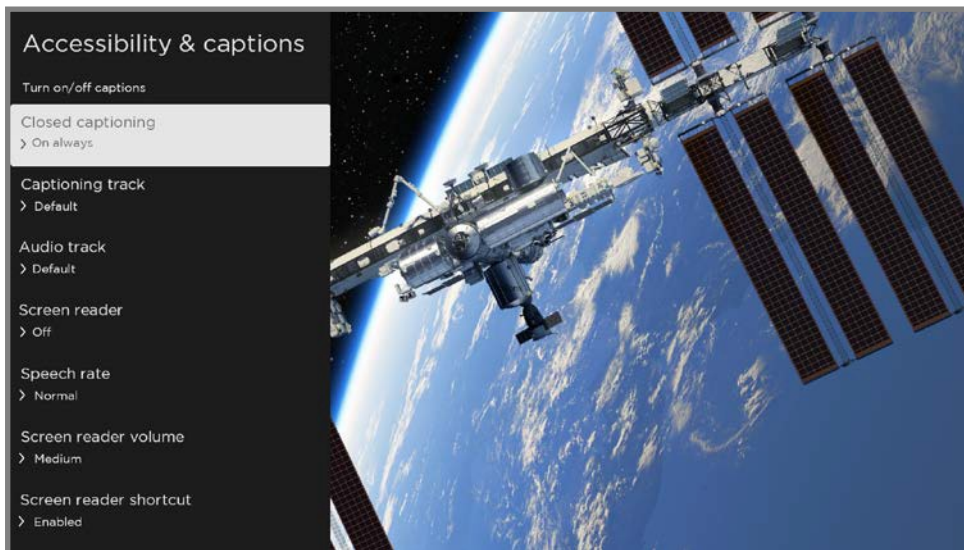 Accessibility & captions
Turn on/off captions
Closed captioning
> On always
Captioning track
> Default
Audio track
> Default
Screen reader
> Off
Speech rate
> Normal
Screen reader volume
> Medium
Screen reader shortcut
> Enabled